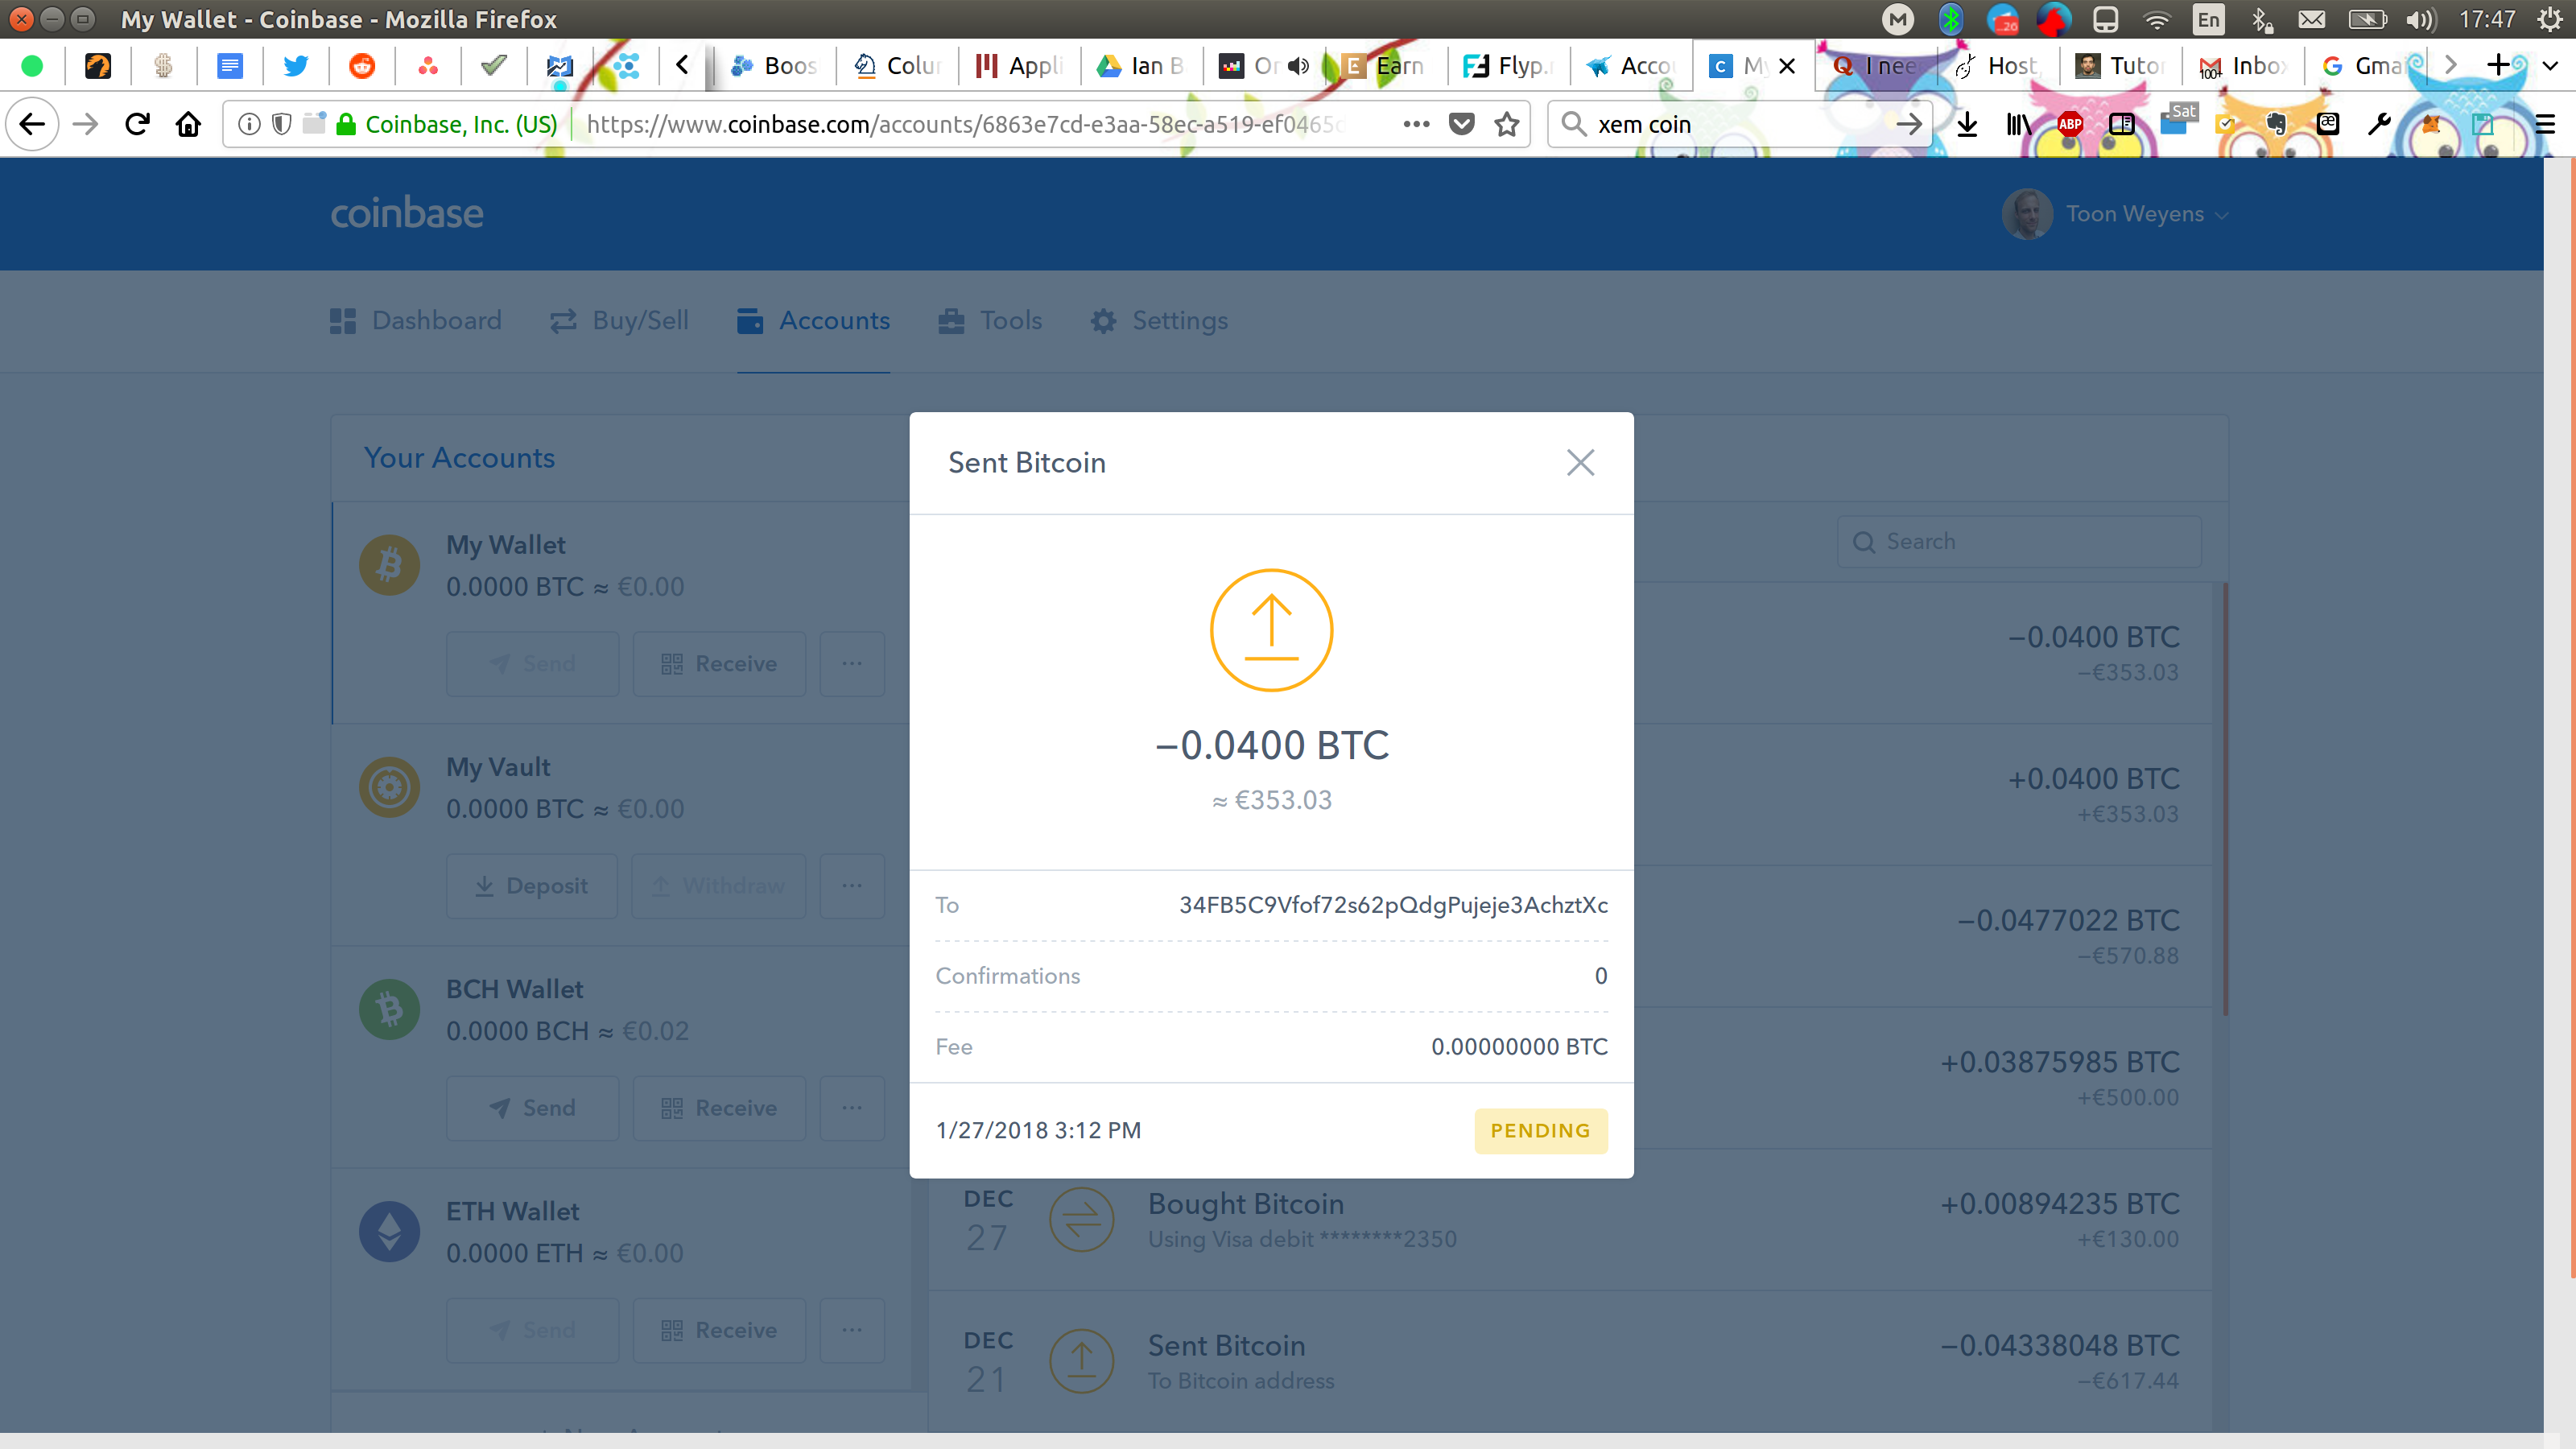 My Wallet - Coinbase - Mozilla Firefox
M
26
En
17:47
Boos
Colu
Appli
Ian B
Or
Earn
Flyp.
Acco
My
I nee
Host,
Tutor
100+
Inbo
Gmai
Coinbase, Inc. (US)
https://www.coinbase.com/accounts/6863e7cd-e3aa-58ec-a519-ef0465
xem coin
ABP
Sat
æ
coinbase
Toon Weyens
Dashboard
Buy/Sell
Accounts
Tools
Settings
Your Accounts
My Wallet
0.0000 BTC ≈ €0.00
Send
Receive
...
My Vault
0.0000 BTC ≈ €0.00
Deposit
Withdraw
...
BCH Wallet
0.0000 BCH ≈ €0.02
Send
Receive
...
ETH Wallet
0.0000 ETH ≈ €0.00
Send
Receive
...
Sent Bitcoin
−0.0400 BTC
≈ €353.03
To
34FB5C9Vfof72s62pQdgPujeje3AchztXc
Confirmations
0
Fee
0.00000000 BTC
1/27/2018 3:12 PM
PENDING
Search
−0.0400 BTC
−€353.03
+0.0400 BTC
+€353.03
−0.0477022 BTC
−€570.88
+0.03875985 BTC
+€500.00
DEC
27
Bought Bitcoin
Using Visa debit ********2350
+0.00894235 BTC
+€130.00
DEC
21
Sent Bitcoin
To Bitcoin address
−0.04338048 BTC
−€617.44